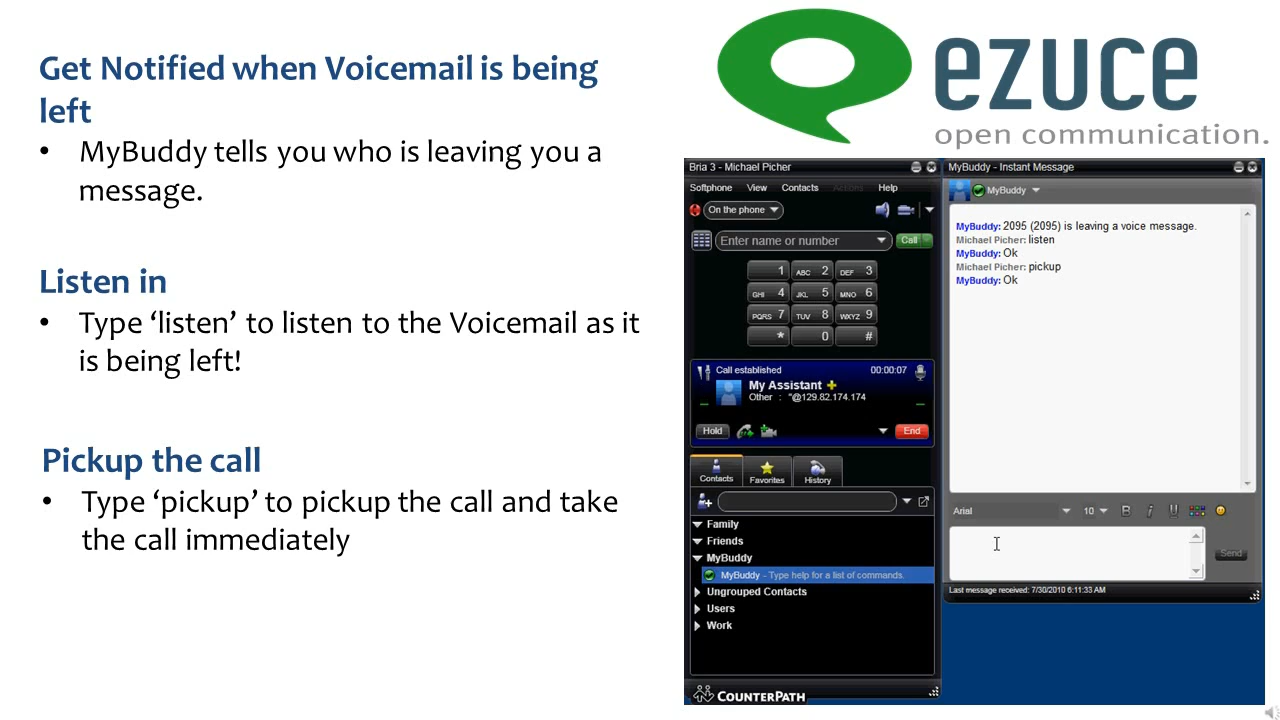 Get Notified when Voicemail is being
left
• MyBuddy tells you who is leaving you a
message.
Listen in
• Type ‘listen’ to listen to the Voicemail as it
is being left!
Pickup the call
• Type ‘pickup’ to pickup the call and take
the call immediately
ezuce
open communication.
Bria 3 - Michael Picher
Softphone View Contacts Actions Help
On the phone
Enter name or number
Call
1 ABC 2 DEF 3
GHI 4 JKL 5 MNO 6
PQRS 7 TUV 8 WXYZ 9
* 0 #
Call established 00:00:07
My Assistant
Other : "@129.82.174.174
Hold End
Contacts Favorites History
Family
Friends
MyBuddy
MyBuddy - Type help for a list of commands.
Ungrouped Contacts
Users
Work
COUNTERPATH
MyBuddy - Instant Message
MyBuddy
MyBuddy: 2095 (2095) is leaving a voice message.
Michael Picher: listen
MyBuddy: Ok
Michael Picher: pickup
MyBuddy: Ok
Arial 10 B i U
Send
Last message received: 7/30/2010 6:11:33 AM